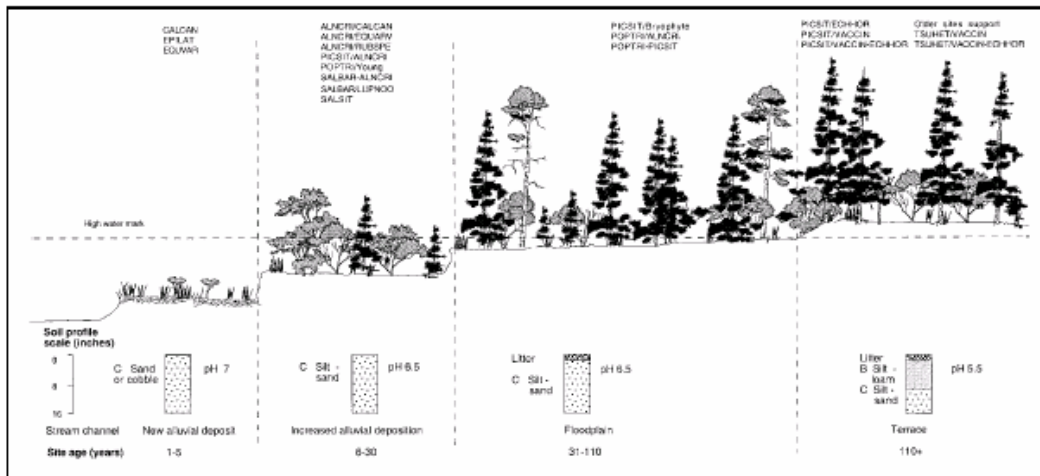 CALCAN
EPILAT
EQUVAR
ALNCRI/CALCAN
ALNCRI/EQUARV
ALNCRI/RUBSPE
PICSIT/ALNCRI
POPTRI/Young
SALBAR-ALNCRI
SALBAR/LUPNOO
SALSIT
PICSIT/Bryophyte
POPTRI/ALNCRI
POPTRI-PICSIT
PICSIT/ECHHOR
PICSIT/VACCIN
PICSIT/VACCIN-ECHHOR
Older sites support
TSUHET/VACCIN
TSUHET/VACCIN-ECHHOR
High water mark
Soil profile
scale (inches)
0
8
16
C Sand
or cobble
pH 7
C Silt -
sand
pH 6.5
Litter
C Silt -
sand
pH 6.5
Litter
B Silt -
loam
C Silt -
sand
pH 5.5
Stream channel
New alluvial deposit
Increased alluvial deposition
Floodplain
Terrace
Site age (years)
1-5
6-30
31-110
110+